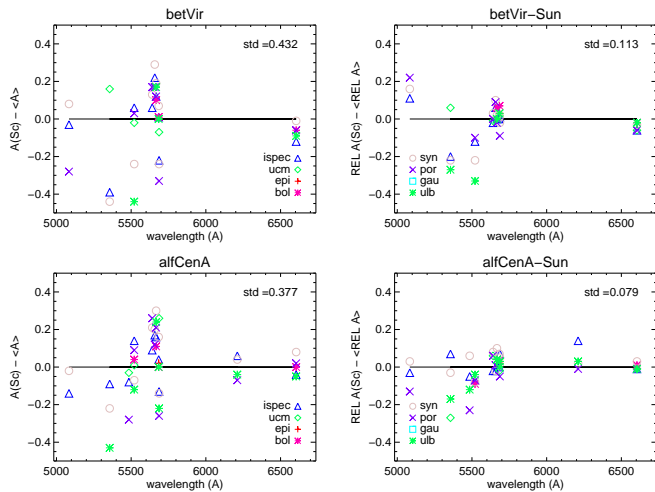 betVir
std =0.432
A(Sc) − <A>
0.4
0.2
0.0
−0.2
−0.4
ispec
ucm
epi
bol
5000 5500 6000 6500
wavelength (A)
betVir−Sun
std =0.113
REL A(Sc) − <REL A>
0.4
0.2
0.0
−0.2
−0.4
syn
por
gau
ulb
5000 5500 6000 6500
wavelength (A)
alfCenA
std =0.377
A(Sc) − <A>
0.4
0.2
0.0
−0.2
−0.4
ispec
ucm
epi
bol
5000 5500 6000 6500
wavelength (A)
alfCenA−Sun
std =0.079
REL A(Sc) − <REL A>
0.4
0.2
0.0
−0.2
−0.4
syn
por
gau
ulb
5000 5500 6000 6500
wavelength (A)